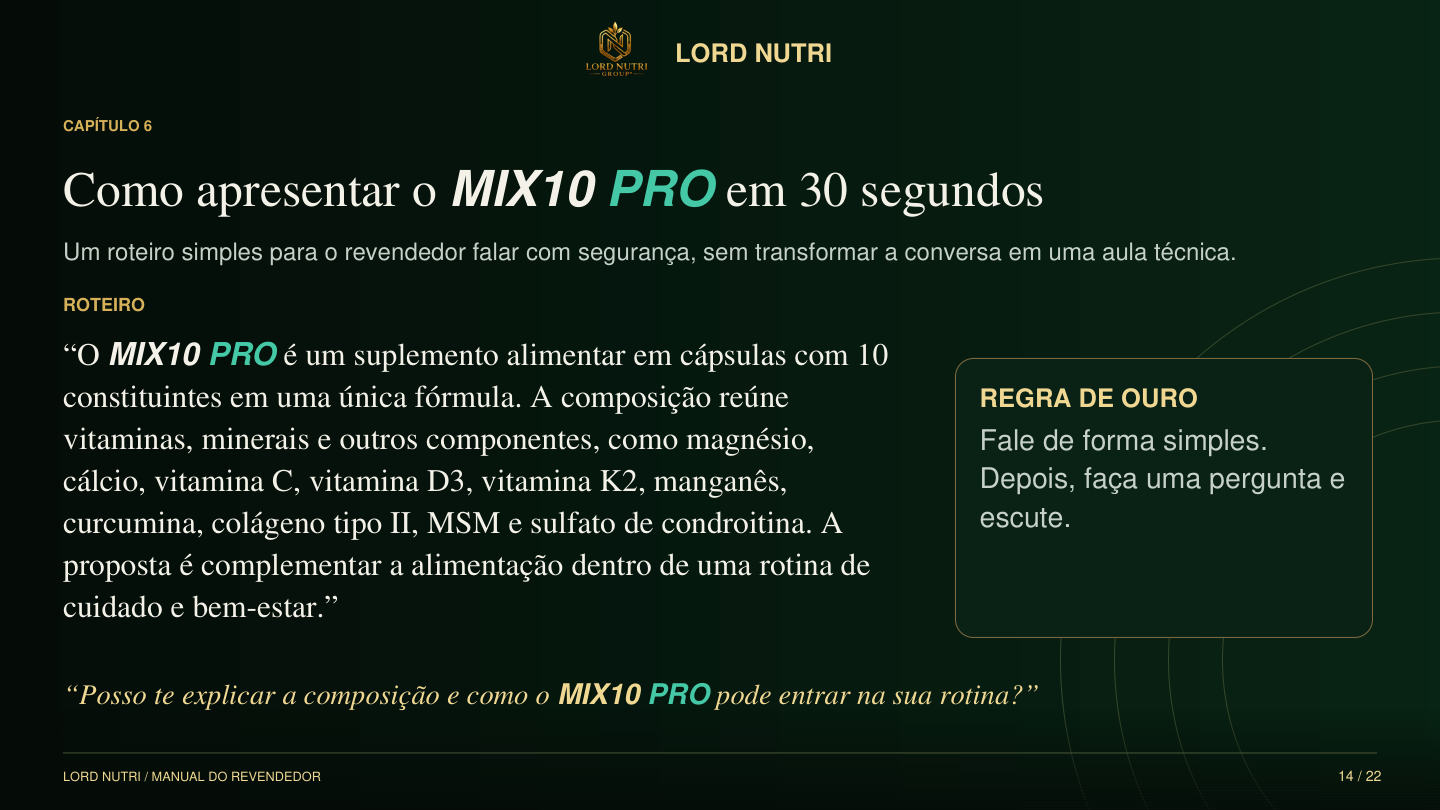 LORD NUTRI
GROUP
LORD NUTRI
CAPÍTULO 6
Como apresentar o MIX10 PRO em 30 segundos
Um roteiro simples para o revendedor falar com segurança, sem transformar a conversa em uma aula técnica.
ROTEIRO
“O MIX10 PRO é um suplemento alimentar em cápsulas com 10
constituintes em uma única fórmula. A composição reúne
vitaminas, minerais e outros componentes, como magnésio,
cálcio, vitamina C, vitamina D3, vitamina K2, manganês,
curcumina, colágeno tipo II, MSM e sulfato de condroitina. A
proposta é complementar a alimentação dentro de uma rotina de
cuidado e bem-estar.”
REGRA DE OURO
Fale de forma simples.
Depois, faça uma pergunta e
escute.
“Posso te explicar a composição e como o MIX10 PRO pode entrar na sua rotina?”
LORD NUTRI / MANUAL DO REVENDEDOR
14 / 22